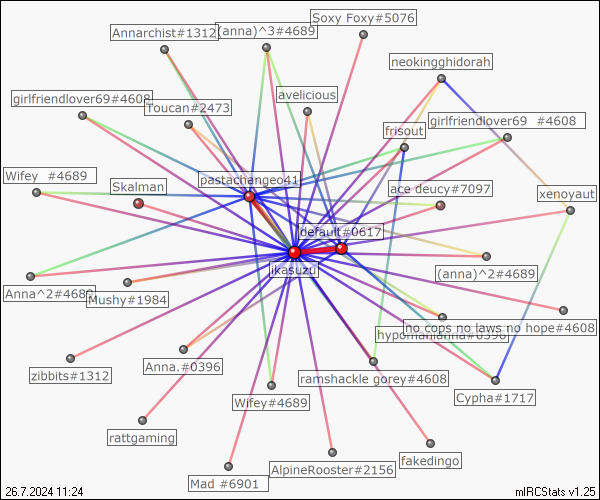 Soxy Foxy#5076
Annarchist#1312
(anna)^3#4689
neokingghidorah
girlfriendlover69#4608
avelicious
Toucan#2473
girlfriendlover69 #4608
frisout
Wifey #4689
Skalman
pastachangeo41
ace deucy#7097
xenoyaut
default#0617
ikasuzu
(anna)^2#4689
Anna^2#4689
Mushy#1984
no cops no laws no hope#4608
hypomanianna#0396
Anna.#0396
zibbits#1312
ramshackle gorey#4608
Cypha#1717
Wifey#4689
rattgaming
fakedingo
AlpineRooster#2156
Mad #6901
26.7.2024 11:24
mIRCStats v1.25